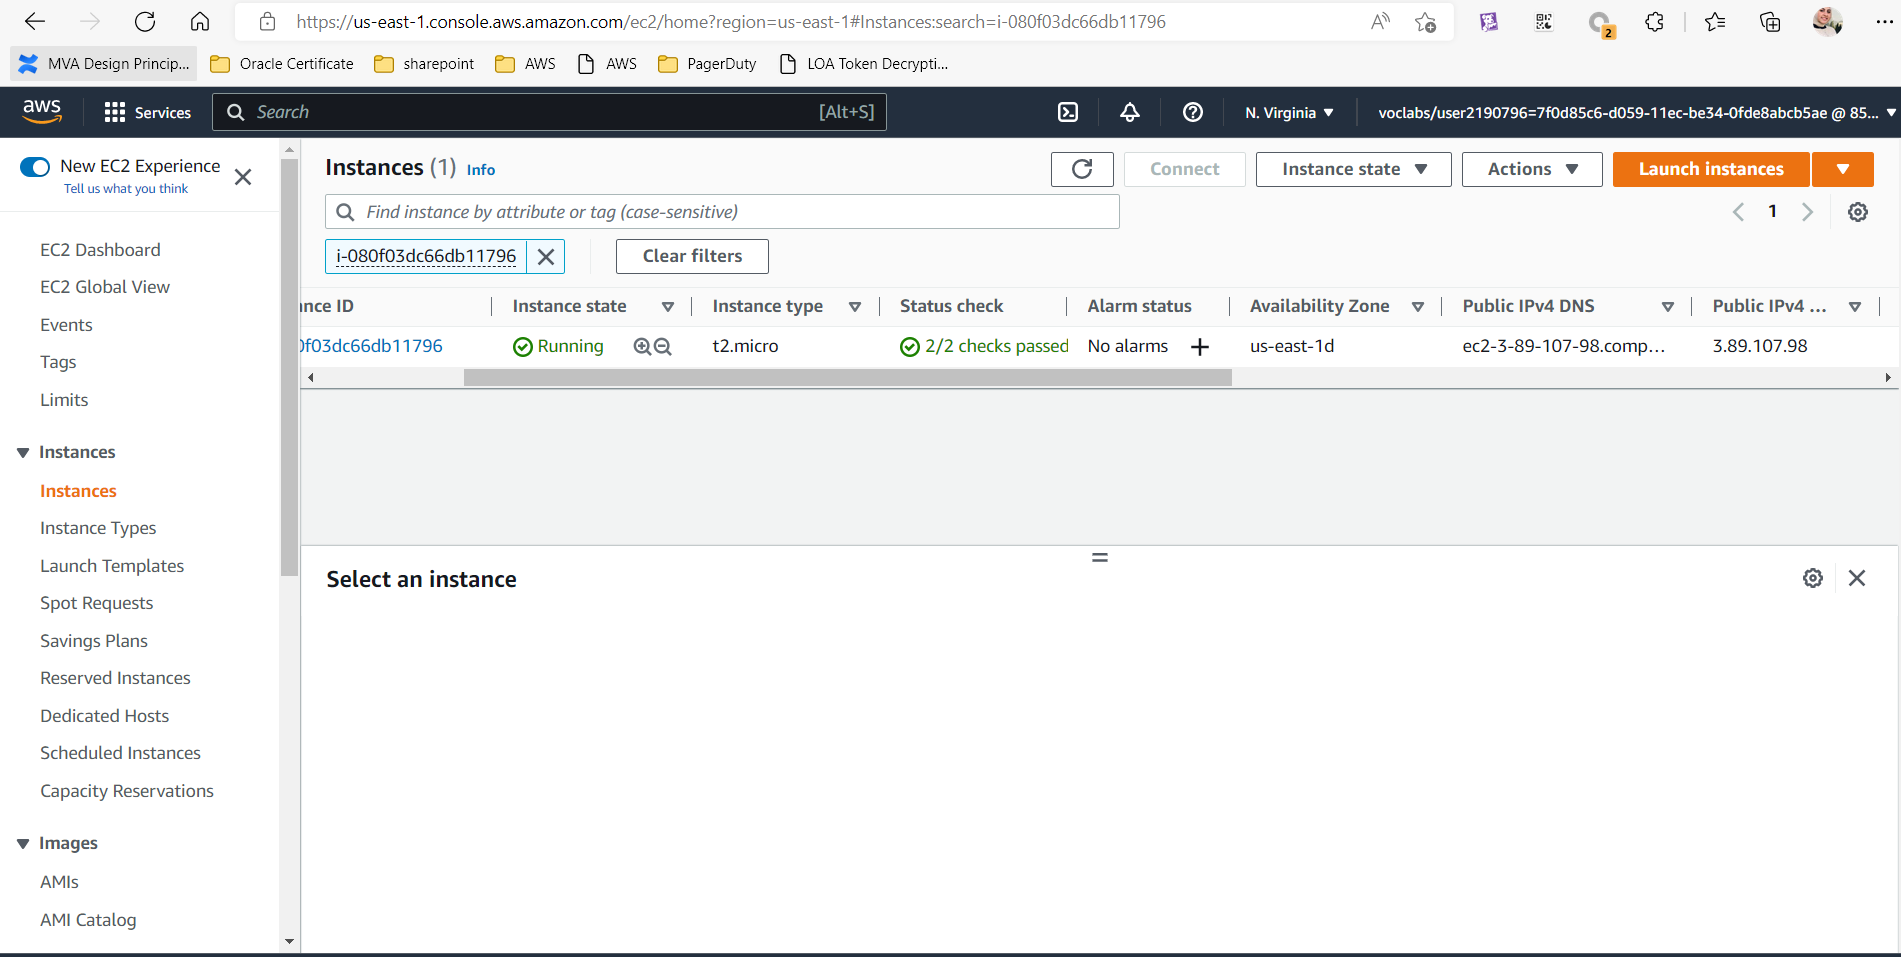 https://us-east-1.console.aws.amazon.com/ec2/home?region=us-east-1#Instances:search=i-080f03dc66db11796
2
MVA Design Princip... Oracle Certificate sharepoint AWS AWS PagerDuty LOA Token Decrypti...
aws Services Search [Alt+S] N. Virginia voclabs/user2190796=7f0d85c6-d059-11ec-be34-0fde8abcb5ae @ 85...
New EC2 Experience
Tell us what you think
EC2 Dashboard
EC2 Global View
Events
Tags
Limits
Instances
Instances
Instance Types
Launch Templates
Spot Requests
Savings Plans
Reserved Instances
Dedicated Hosts
Scheduled Instances
Capacity Reservations
Images
AMIs
AMI Catalog
Instances (1) Info Connect Instance state Actions Launch instances
Find instance by attribute or tag (case-sensitive) 1
i-080f03dc66db11796 Clear filters
nce ID Instance state Instance type Status check Alarm status Availability Zone Public IPv4 DNS Public IPv4 ...
0f03dc66db11796 Running t2.micro 2/2 checks passed No alarms us-east-1d ec2-3-89-107-98.comp... 3.89.107.98
Select an instance